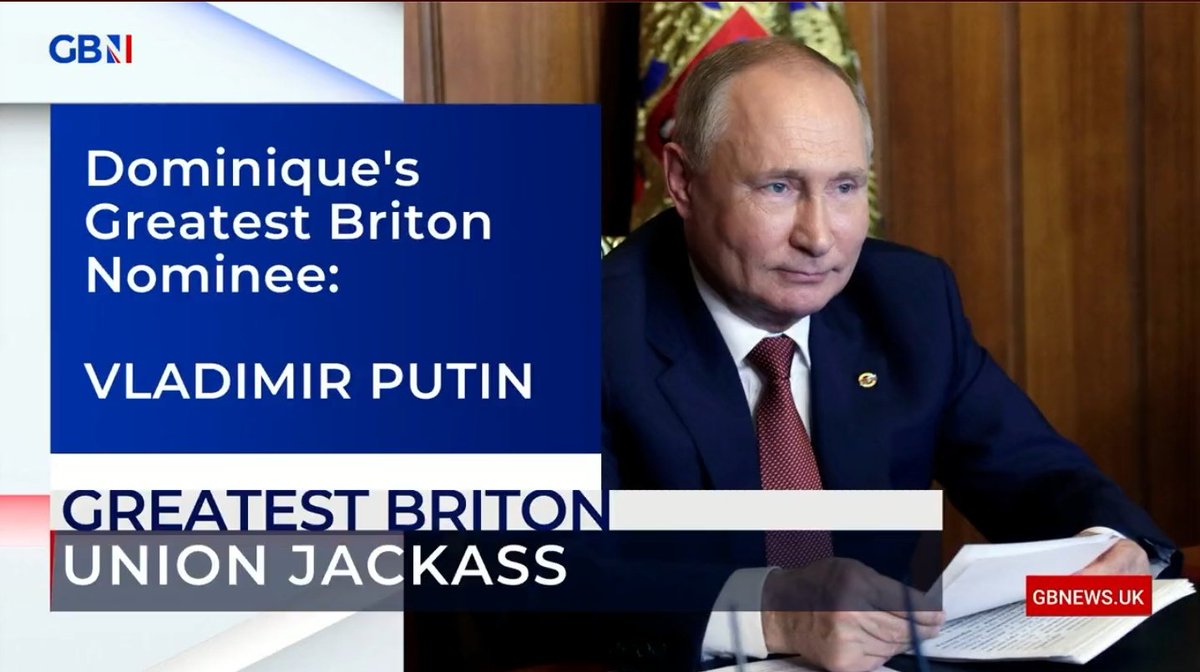 GBN
Dominique's
Greatest Briton
Nominee:
VLADIMIR PUTIN
GREATEST BRITON
UNION JACKASS
GBNEWS.UK